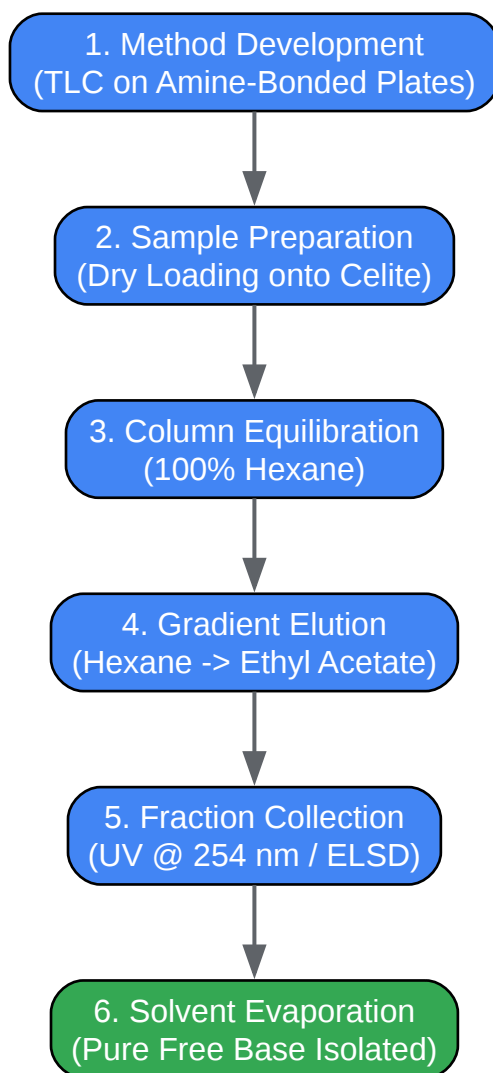 1. Method Development
(TLC on Amine-Bonded Plates)
2. Sample Preparation
(Dry Loading onto Celite)
3. Column Equilibration
(100% Hexane)
4. Gradient Elution
(Hexane -> Ethyl Acetate)
5. Fraction Collection
(UV @ 254 nm / ELSD)
6. Solvent Evaporation
(Pure Free Base Isolated)